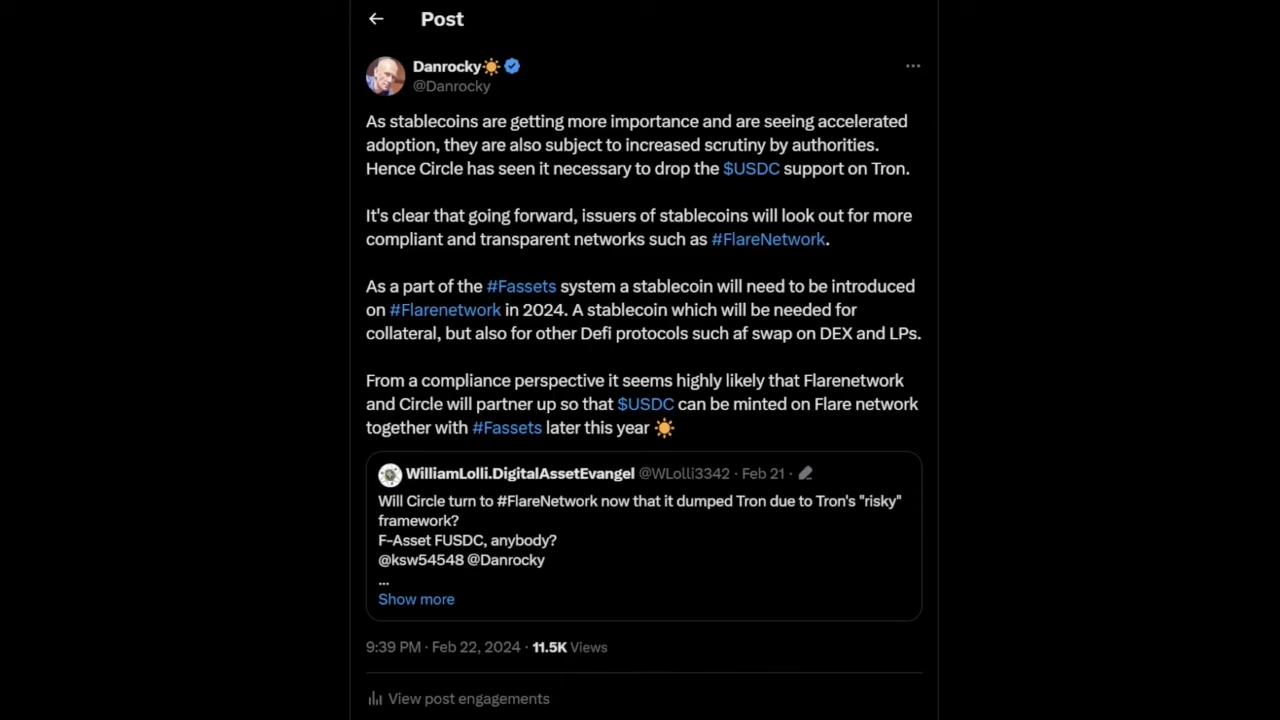 Post
Danrocky☀️
@Danrocky
As stablecoins are getting more importance and are seeing accelerated
adoption, they are also subject to increased scrutiny by authorities.
Hence Circle has seen it necessary to drop the $USDC support on Tron.
It's clear that going forward, issuers of stablecoins will look out for more
compliant and transparent networks such as #FlareNetwork.
As a part of the #Fassets system a stablecoin will need to be introduced
on #Flarenetwork in 2024. A stablecoin which will be needed for
collateral, but also for other Defi protocols such af swap on DEX and LPs.
From a compliance perspective it seems highly likely that Flarenetwork
and Circle will partner up so that $USDC can be minted on Flare network
together with #Fassets later this year ☀️
WilliamLolli.DigitalAssetEvangel @WLolli3342 · Feb 21 ·
Will Circle turn to #FlareNetwork now that it dumped Tron due to Tron's "risky"
framework?
F-Asset FUSDC, anybody?
@ksw54548 @Danrocky
...
Show more
9:39 PM · Feb 22, 2024 · 11.5K Views
View post engagements